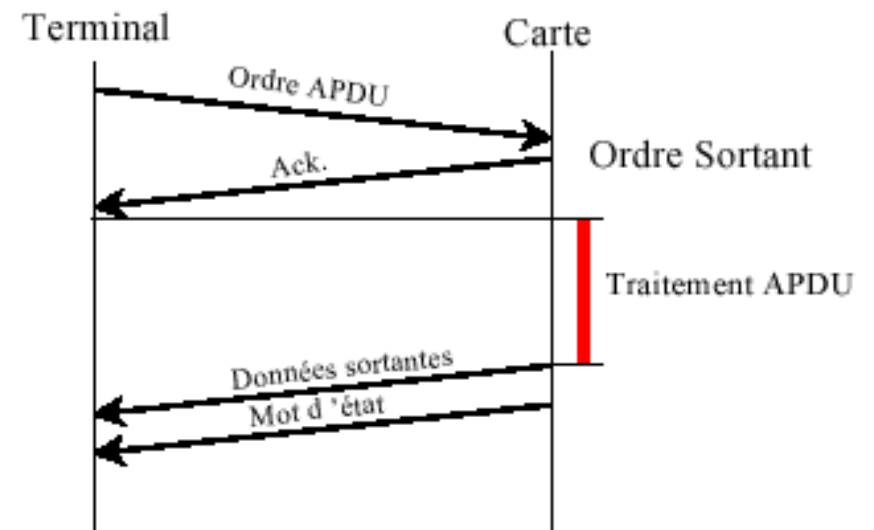 Terminal
Carte
Ordre APDU
Ack.
Ordre Sortant
Traitement APDU
Données sortantes
Mot d 'état